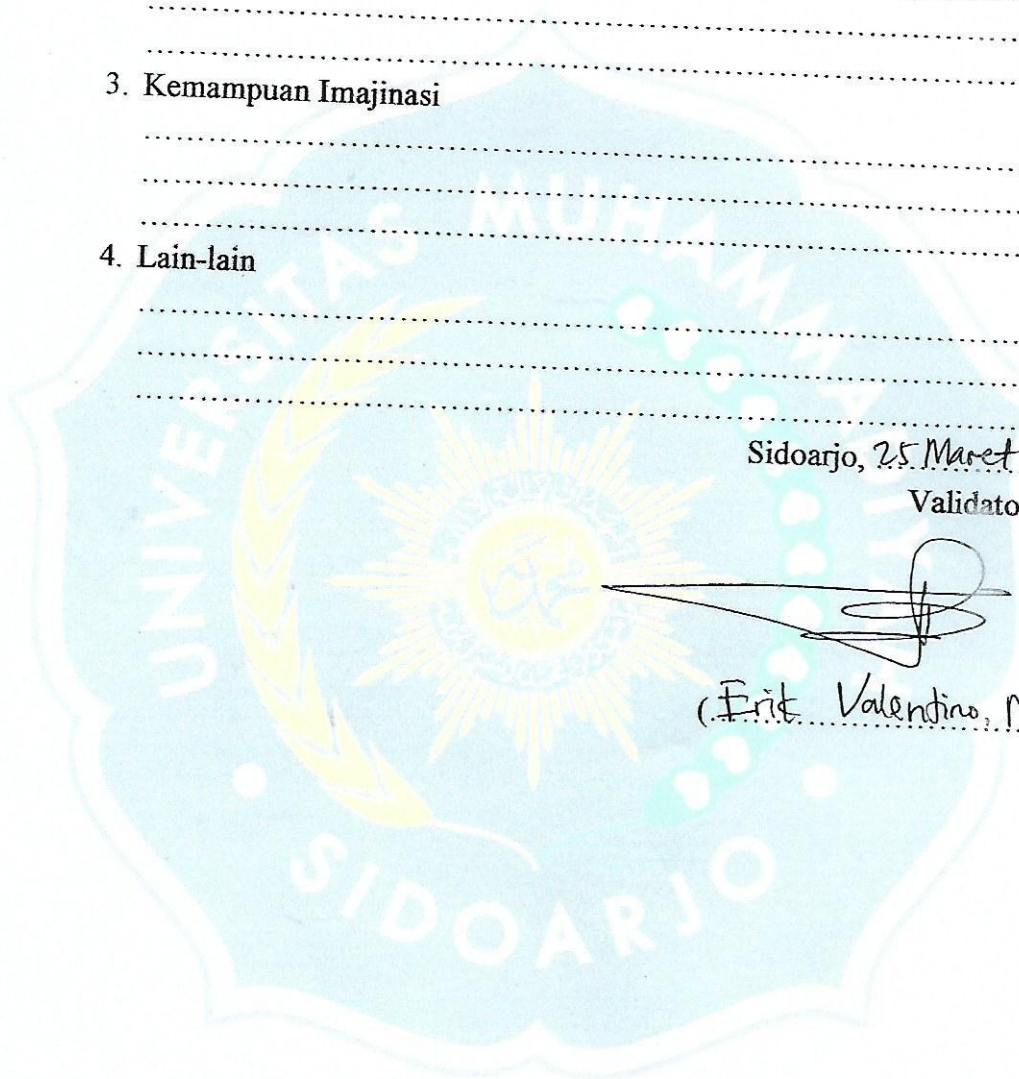 ................................................................
................................................................
3. Kemampuan Imajinasi
................................................................
................................................................
................................................................
4. Lain-lain
................................................................
................................................................
................................................................
Sidoarjo, 25 Maret
Validato
(Erik Valentino,
UNIVERSITAS MUHAMMADIYAH
SIDOARJO